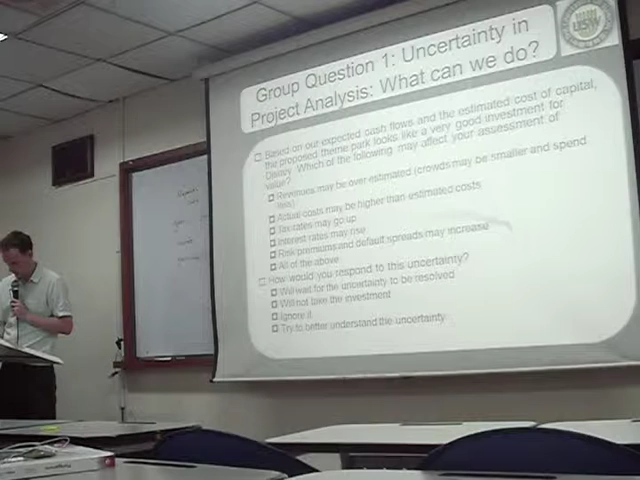 Group Question 1: Uncertainty in
Project Analysis: What can we do?
Based on our expected cash flows and the estimated cost of capital,
the proposed theme park looks like a very good investment for
Disney. Which of the following may affect your assessment of
value?
Revenues may be over estimated (crowds may be smaller and spend
less)
Actual costs may be higher than estimated costs
Tax rates may go up
Interest rates may rise
Risk premiums and default spreads may increase
All of the above
How would you respond to this uncertainty?
Will wait for the uncertainty to be resolved
Will not take the investment
Ignore it
Try to better understand the uncertainty